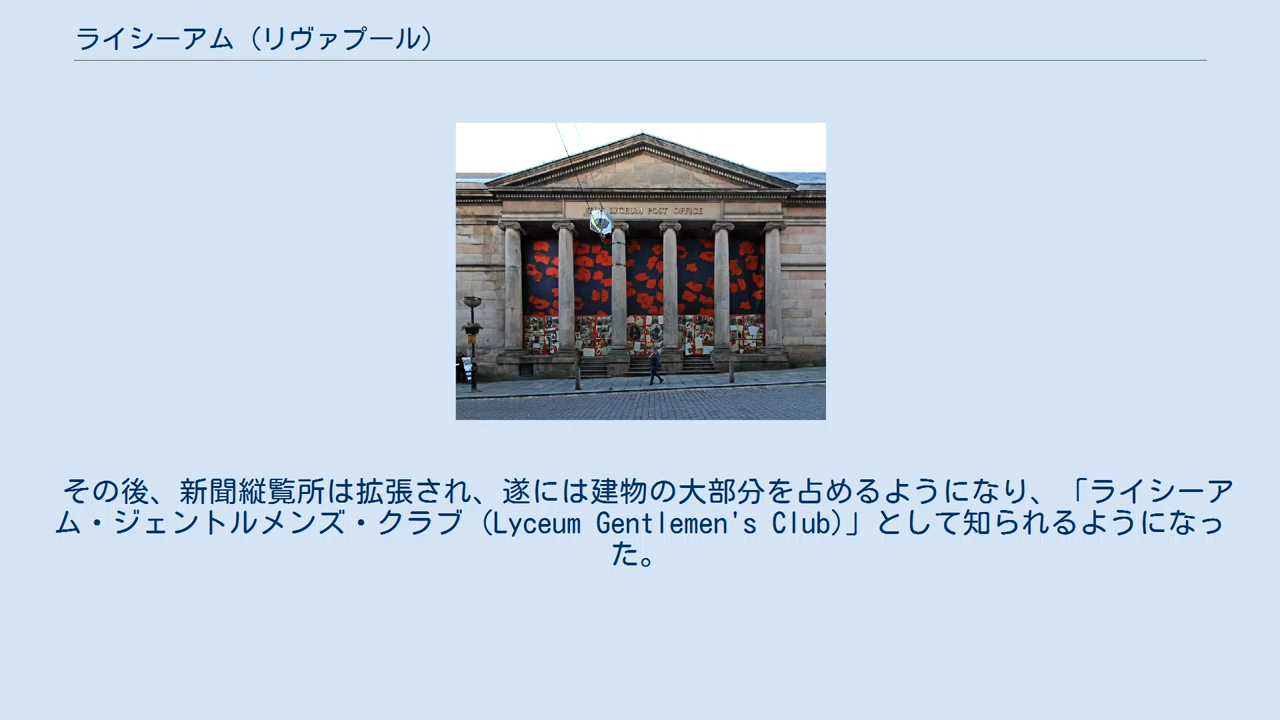 ライシーアム（リヴァプール）
LYCEUM POST OFFICE
その後、新聞縦覧所は拡張され、遂には建物の大部分を占めるようになり、「ライシーア
ム・ジェントルメンズ・クラブ（Lyceum Gentlemen's Club)」として知られるようになっ
た。